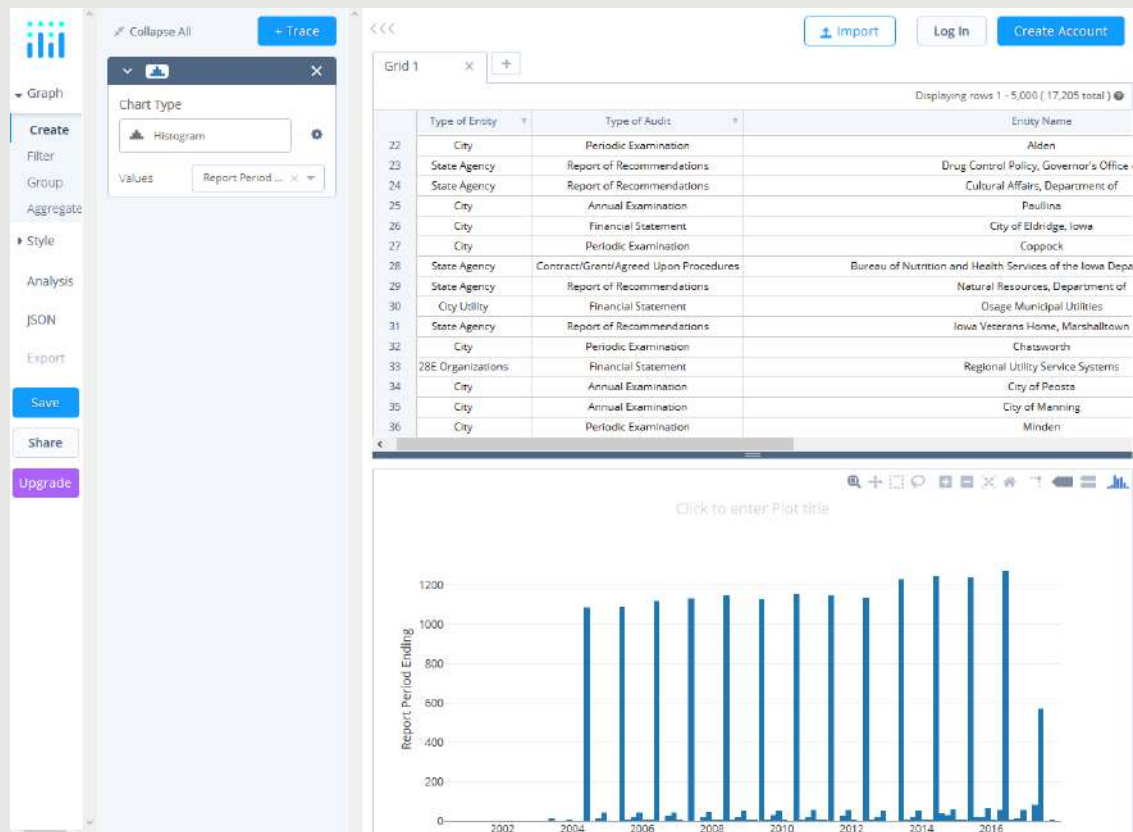 Collapse All
+ Trace
<<<
Import
Log In
Create Account
Grid 1 × +
Graph
Create
Filter
Group
Aggregate
Style
Analysis
JSON
Export
Save
Share
Upgrade
Chart Type
Histogram
Values Report Period ...
Displaying rows 1 - 5,000 ( 17,205 total )
Type of Entity Type of Audit Entity Name
22 City Periodic Examination Alden
23 State Agency Report of Recommendations Drug Control Policy, Governor's Office
24 State Agency Report of Recommendations Cultural Affairs, Department of
25 City Annual Examination Paullina
26 City Financial Statement City of Eldridge, Iowa
27 City Periodic Examination Coppock
28 State Agency Contract/Grant/Agreed Upon Procedures Bureau of Nutrition and Health Services of the Iowa Depa
29 State Agency Report of Recommendations Natural Resources, Department of
30 City Utility Financial Statement Osage Municipal Utilities
31 State Agency Report of Recommendations Iowa Veterans Home, Marshalltown
32 City Periodic Examination Chatsworth
33 28E Organizations Financial Statement Regional Utility Service Systems
34 City Annual Examination City of Peosta
35 City Annual Examination City of Manning
36 City Periodic Examination Minden
Click to enter Plot title
Report Period Ending
1200
1000
800
600
400
200
0
2002 2004 2006 2008 2010 2012 2014 2016